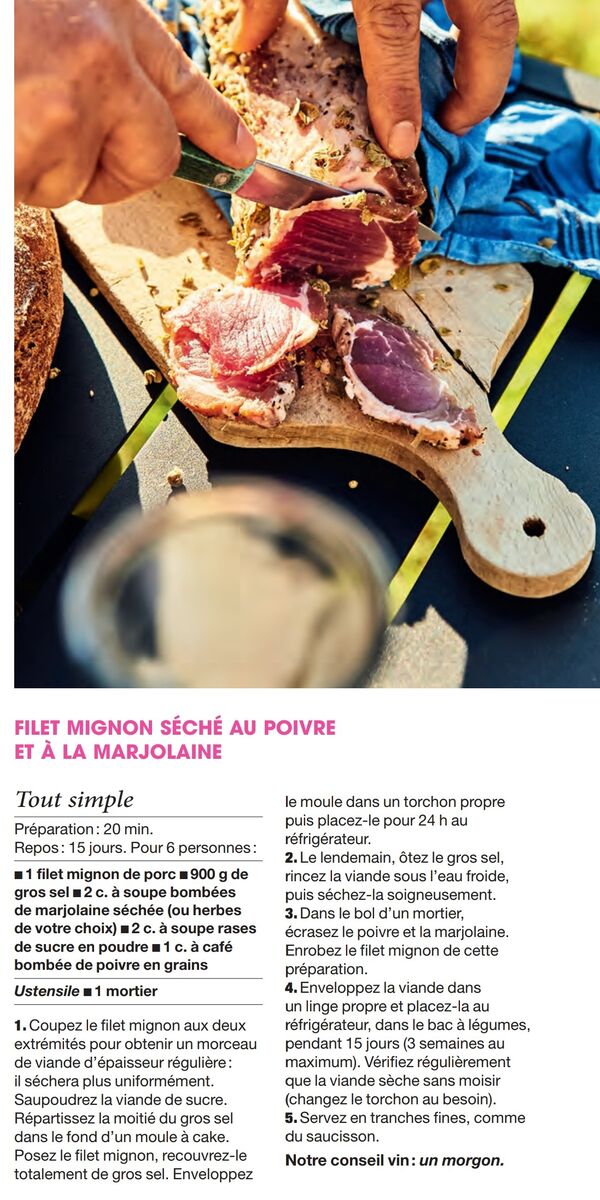 FILET MIGNON SÉCHÉ AU POIVRE
ET À LA MARJOLAINE
Tout simple
Préparation : 20 min.
Repos : 15 jours. Pour 6 personnes :
■ 1 filet mignon de porc ■ 900 g de
gros sel ■ 2 c. à soupe bombées
de marjolaine séchée (ou herbes
de votre choix) ■ 2 c. à soupe rases
de sucre en poudre ■ 1 c. à café
bombée de poivre en grains
Ustensile ■ 1 mortier
1. Coupez le filet mignon aux deux
extrémités pour obtenir un morceau
de viande d’épaisseur régulière :
il séchera plus uniformément.
Saupoudrez la viande de sucre.
Répartissez la moitié du gros sel
dans le fond d’un moule à cake.
Posez le filet mignon, recouvrez-le
totalement de gros sel. Enveloppez
le moule dans un torchon propre
puis placez-le pour 24 h au
réfrigérateur.
2. Le lendemain, ôtez le gros sel,
rincez la viande sous l’eau froide,
puis séchez-la soigneusement.
3. Dans le bol d’un mortier,
écrasez le poivre et la marjolaine.
Enrobez le filet mignon de cette
préparation.
4. Enveloppez la viande dans
un linge propre et placez-la au
réfrigérateur, dans le bac à légumes,
pendant 15 jours (3 semaines au
maximum). Vérifiez régulièrement
que la viande sèche sans moisir
(changez le torchon au besoin).
5. Servez en tranches fines, comme
du saucisson.
Notre conseil vin : un morgon.